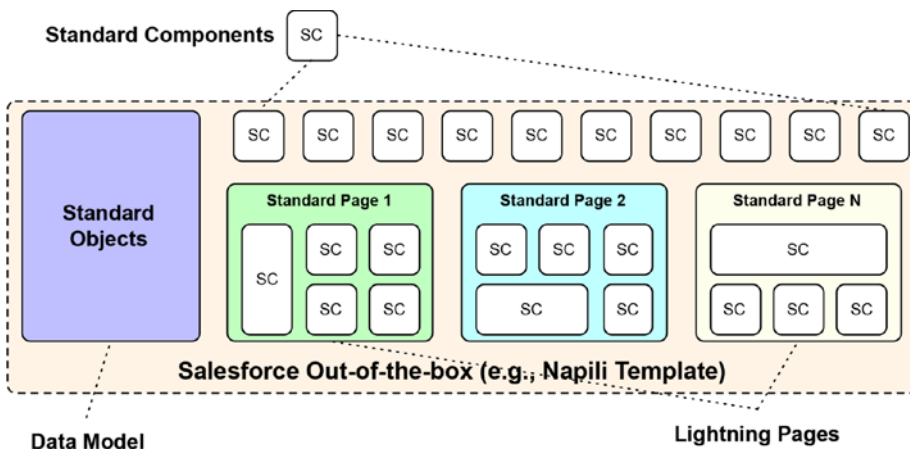 Standard Components
SC
SC SC SC SC SC SC SC SC SC SC
Standard
Objects
Standard Page 1
SC
SC
SC
SC
SC
Standard Page 2
SC
SC
SC
SC
SC
Standard Page N
SC
SC
SC
SC
Salesforce Out-of-the-box (e.g., Napili Template)
Data Model
Lightning Pages